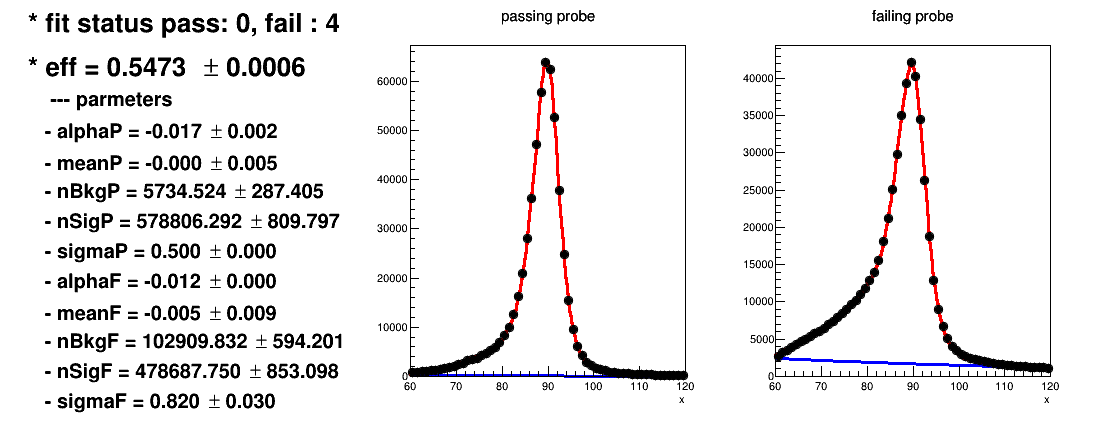 * fit status pass: 0, fail : 4
* eff = 0.5473 ± 0.0006
--- parmeters
- alphaP = -0.017 ± 0.002
- meanP = -0.000 ± 0.005
- nBkgP = 5734.524 ± 287.405
- nSigP = 578806.292 ± 809.797
- sigmaP = 0.500 ± 0.000
- alphaF = -0.012 ± 0.000
- meanF = -0.005 ± 0.009
- nBkgF = 102909.832 ± 594.201
- nSigF = 478687.750 ± 853.098
- sigmaF = 0.820 ± 0.030
passing probe
60000
50000
40000
30000
20000
10000
0
60 70 80 90 100 110 120
x
failing probe
40000
35000
30000
25000
20000
15000
10000
5000
0
60 70 80 90 100 110 120
x